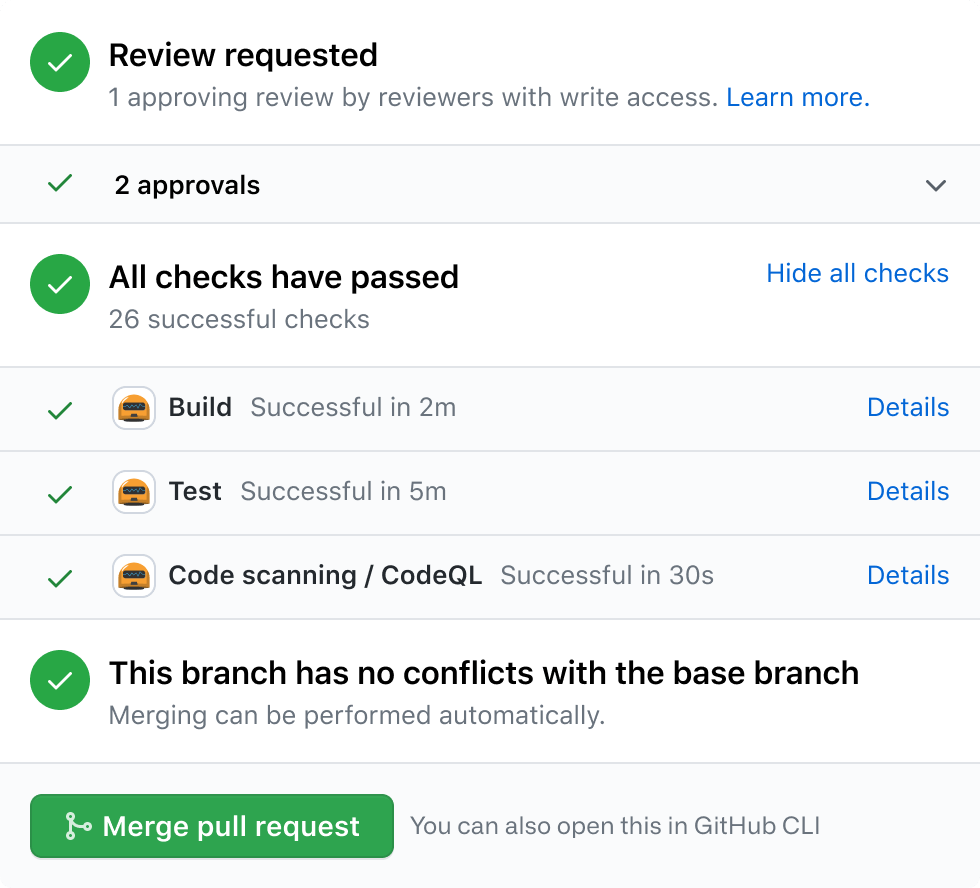 Review requested
1 approving review by reviewers with write access. Learn more.
2 approvals
All checks have passed
Hide all checks
26 successful checks
Build Successful in 2m Details
Test Successful in 5m Details
Code scanning / CodeQL Successful in 30s Details
This branch has no conflicts with the base branch
Merging can be performed automatically.
Merge pull request You can also open this in GitHub CLI